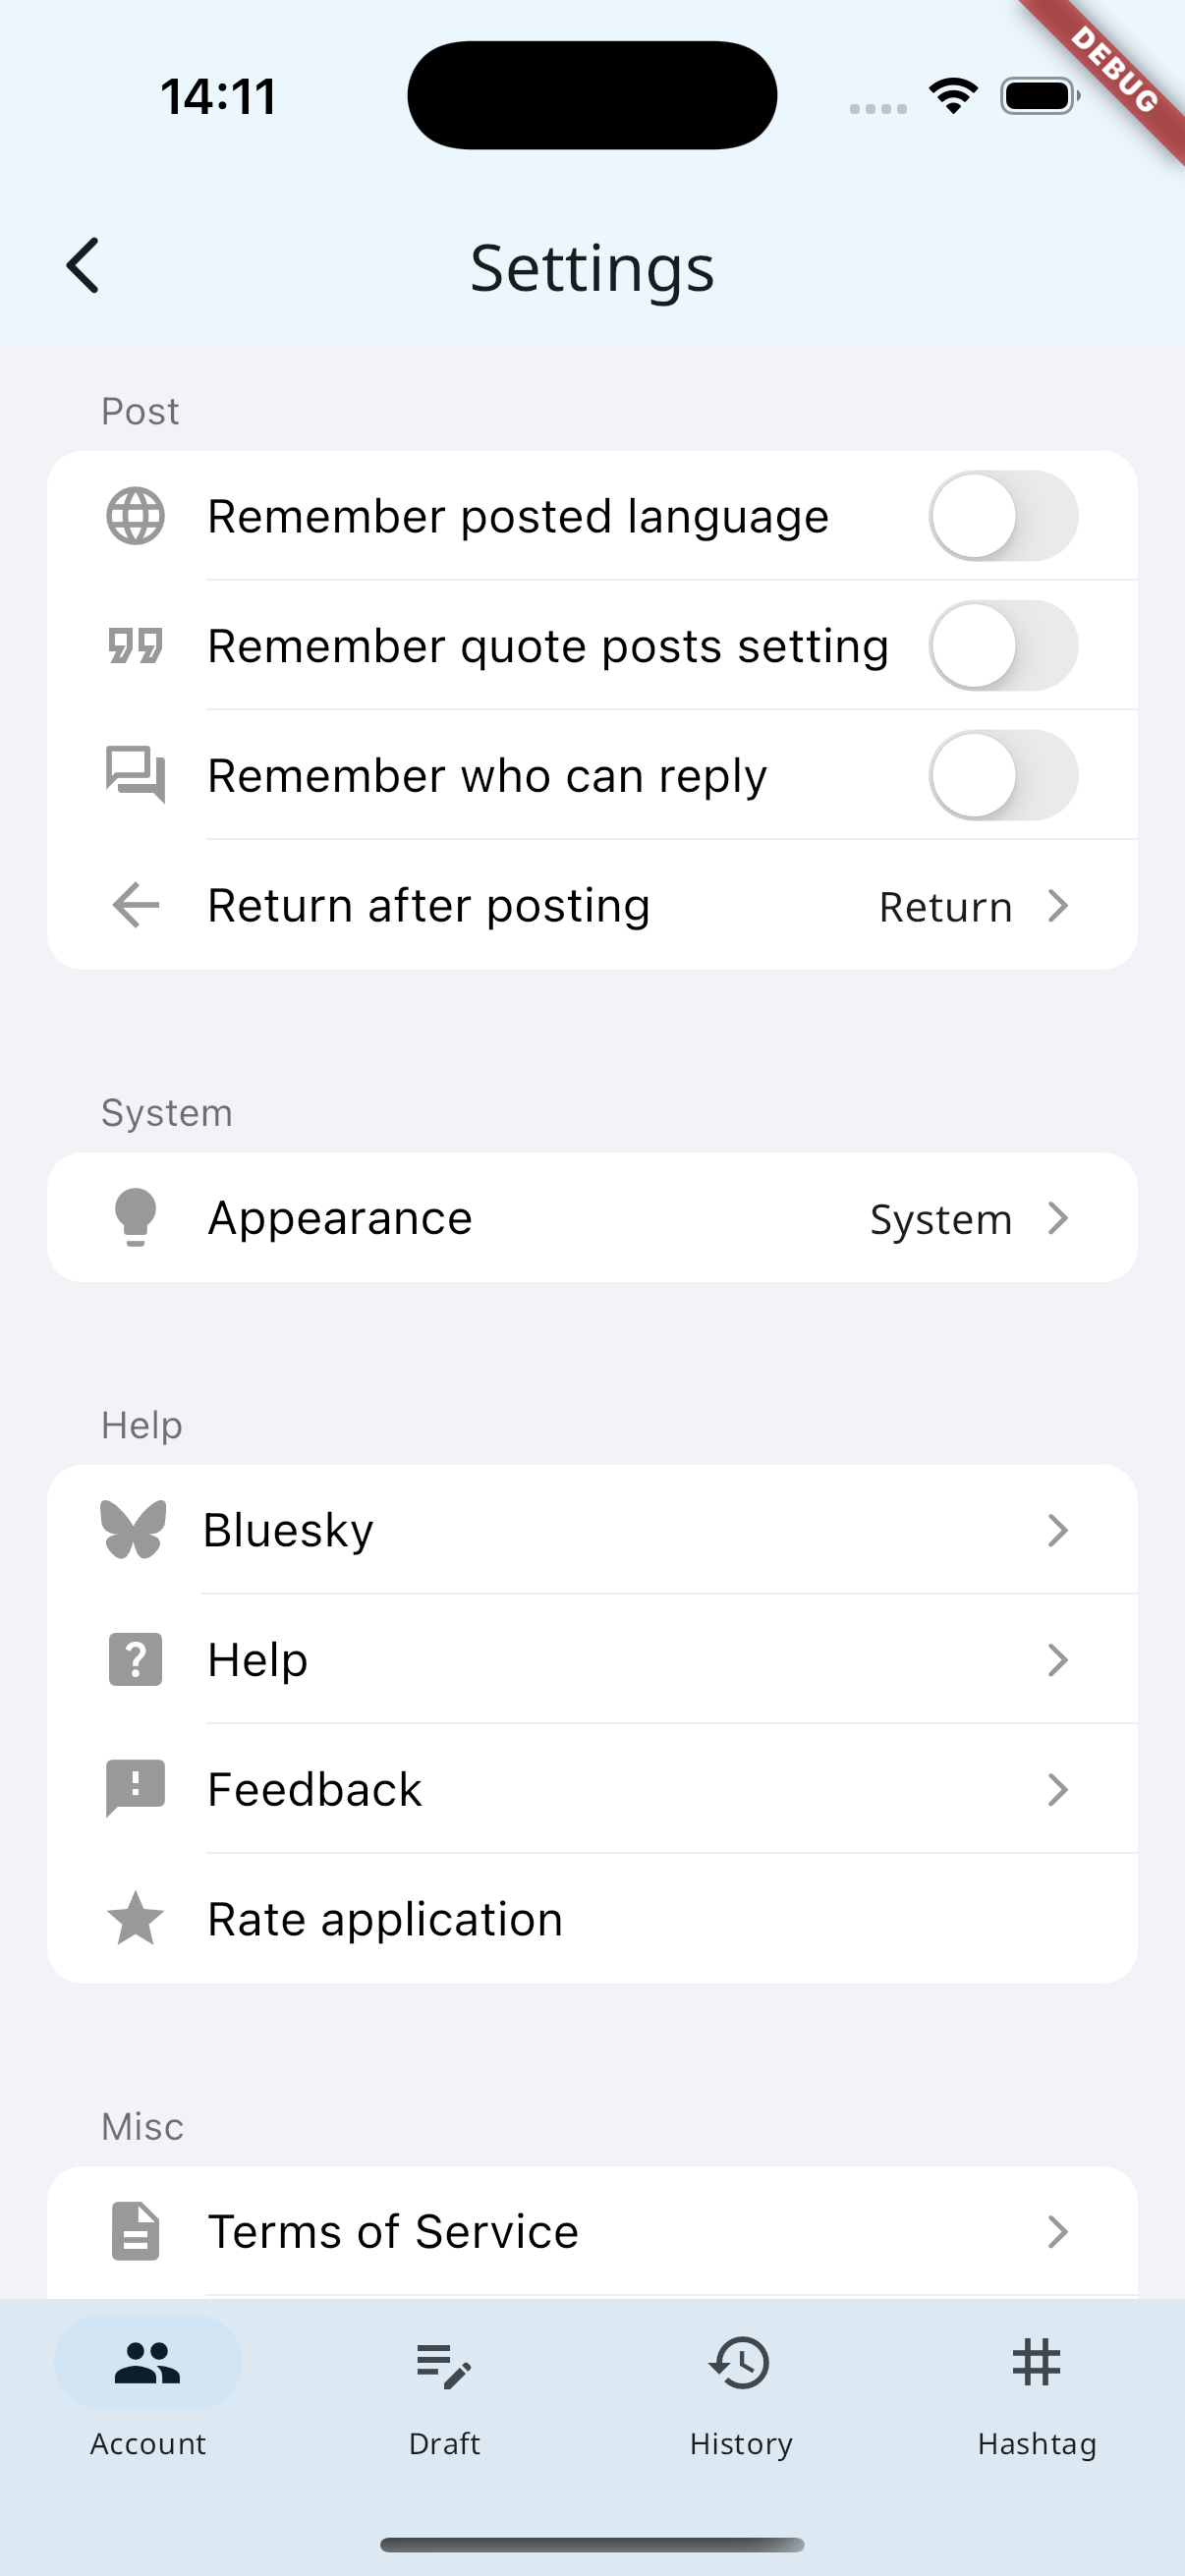 14:11
DEBUG
Settings
Post
Remember posted language
Remember quote posts setting
Remember who can reply
Return after posting Return
System
Appearance System
Help
Bluesky
Help
Feedback
Rate application
Misc
Terms of Service
Account Draft History Hashtag